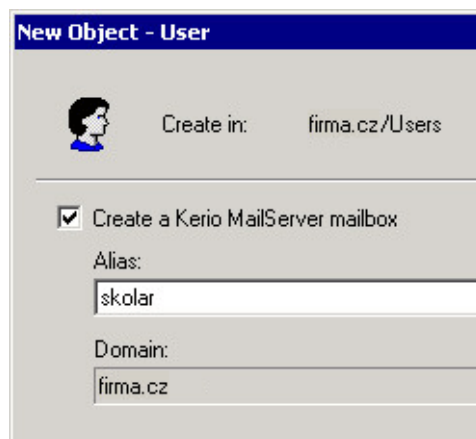 New Object - User
Create in: firma.cz/Users
Create a Kerio MailServer mailbox
Alias:
skolar
Domain:
firma.cz